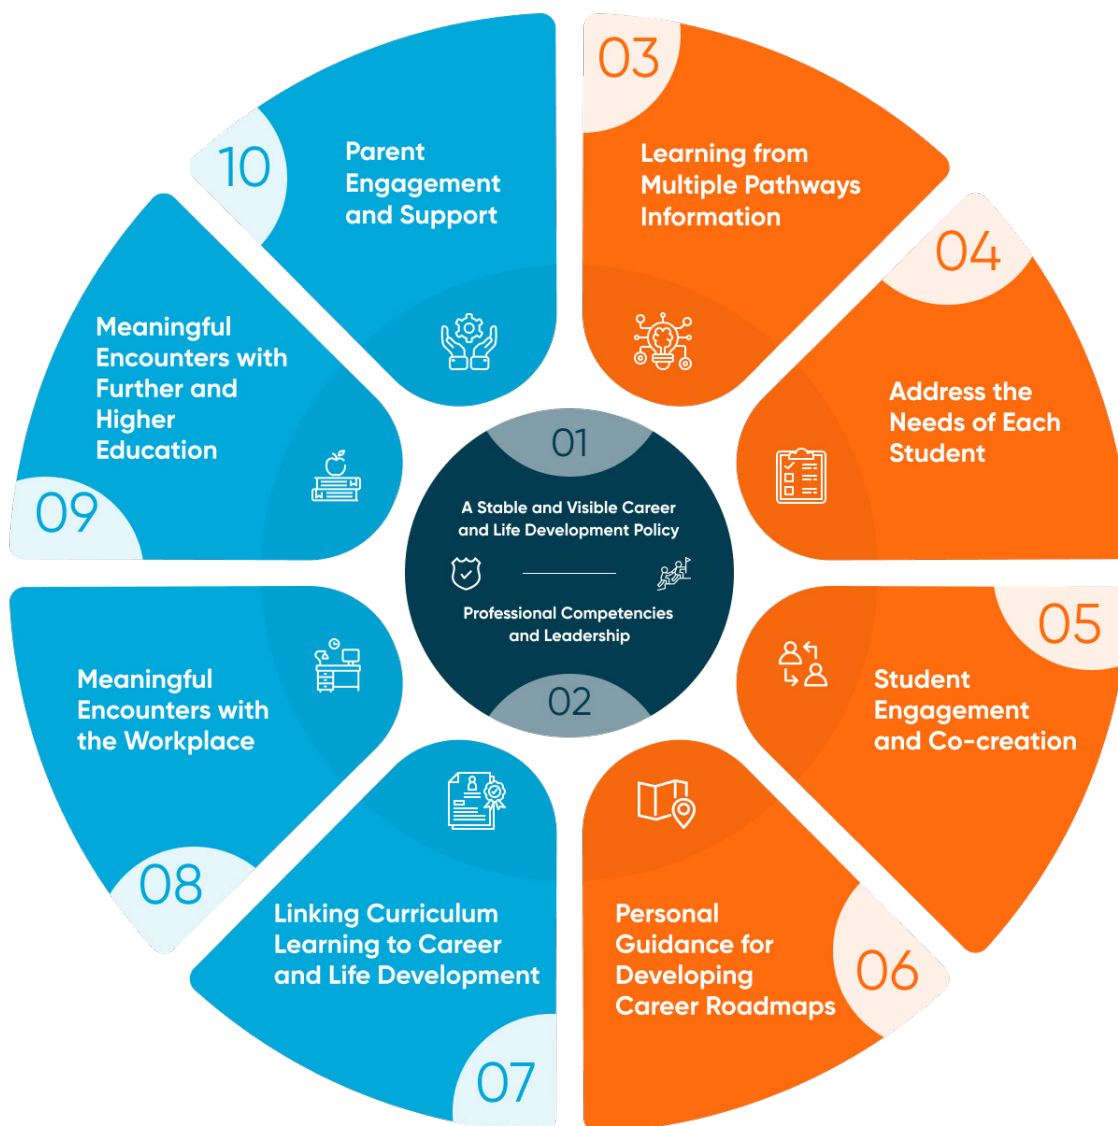 01
A Stable and Visible Career
and Life Development Policy
Professional Competencies
and Leadership
02
03
Learning from
Multiple Pathways
Information
04
Address the
Needs of Each
Student
05
Student
Engagement
and Co-creation
06
Personal
Guidance for
Developing
Career Roadmaps
07
Linking Curriculum
Learning to Career
and Life Development
08
Meaningful
Encounters with
the Workplace
09
Meaningful
Encounters with
Further and
Higher
Education
10
Parent
Engagement
and Support